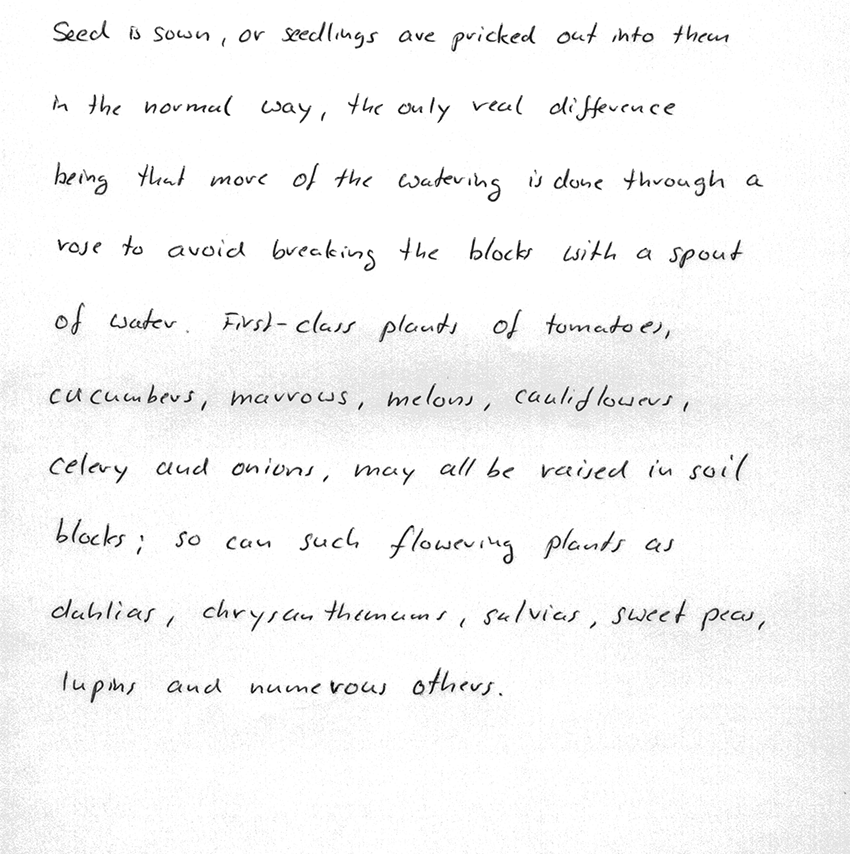 Seed is sown, or seedlings are pricked out into them
in the normal way, the only real difference
being that more of the watering is done through a
rose to avoid breaking the blocks with a spout
of water. First-class plants of tomatoes,
cucumbers, marrows, melons, cauliflowers,
celery and onions, may all be raised in soil
blocks; so can such flowering plants as
dahlias, chrysanthemums, salvias, sweet peas,
lupins and numerous others.